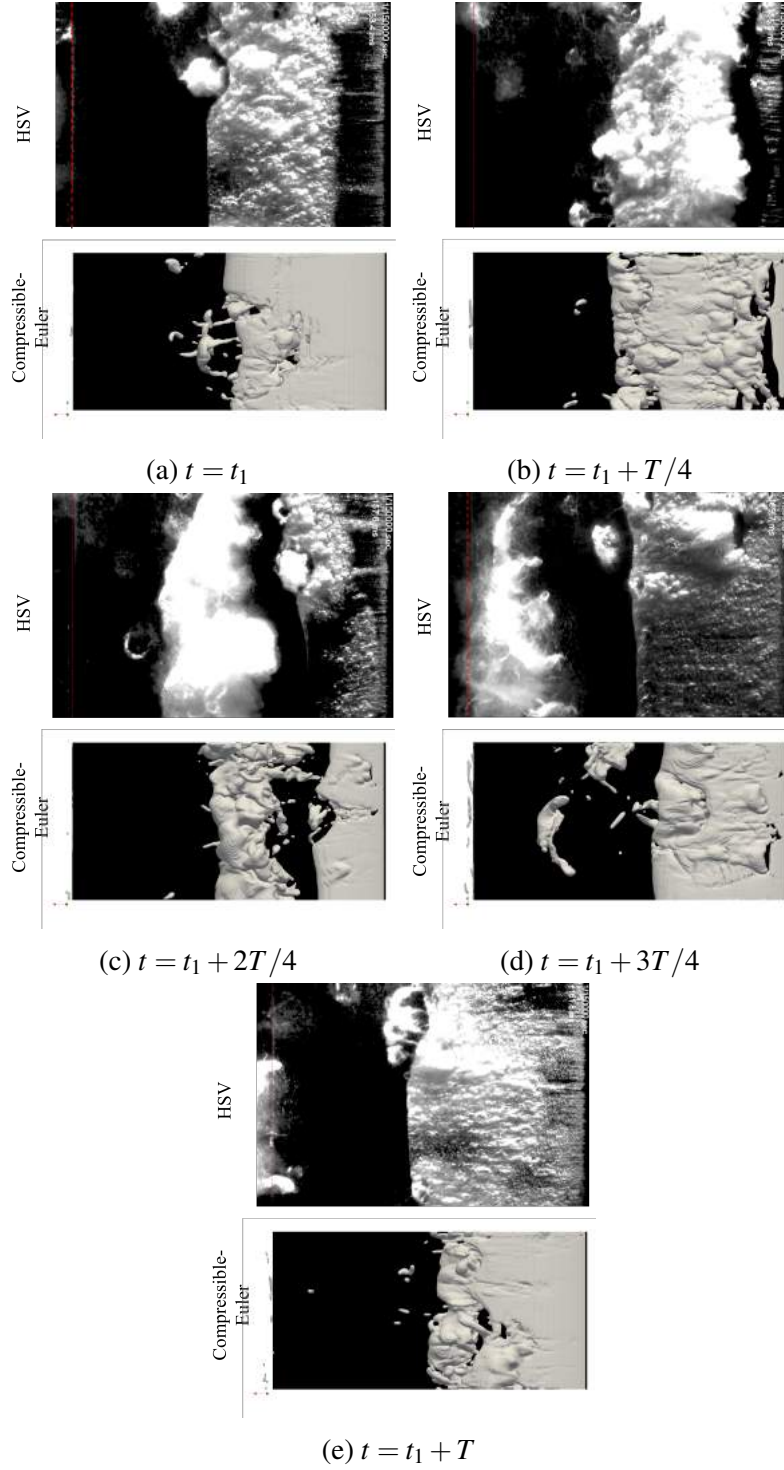 HSV
HSV
Compressible-
Euler
Compressible-
Euler
(a) t = t₁
(b) t = t₁ + T/4
HSV
HSV
Compressible-
Euler
Compressible-
Euler
(c) t = t₁ + 2T/4
(d) t = t₁ + 3T/4
HSV
Compressible-
Euler
(e) t = t₁ + T